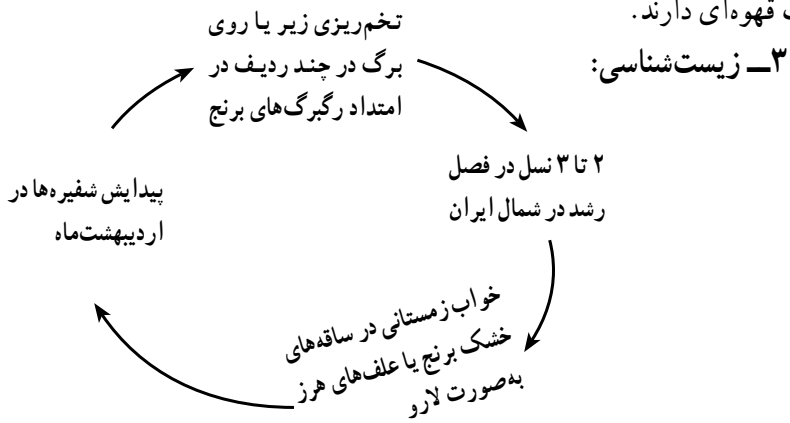 قهوه‌ای دارند.
۳ــ زیست‌شناسی:
تخم‌ریزی زیر یا روی
برگ در چند ردیف در
امتداد رگبرگ‌های برنج
۲ تا ۳ نسل در فصل
رشد در شمال ایران
خواب زمستانی در ساقه‌های
خشک برنج یا علف‌های هرز
به‌صورت لارو
پیدایش شفیره‌ها در
اردیبهشت‌ماه